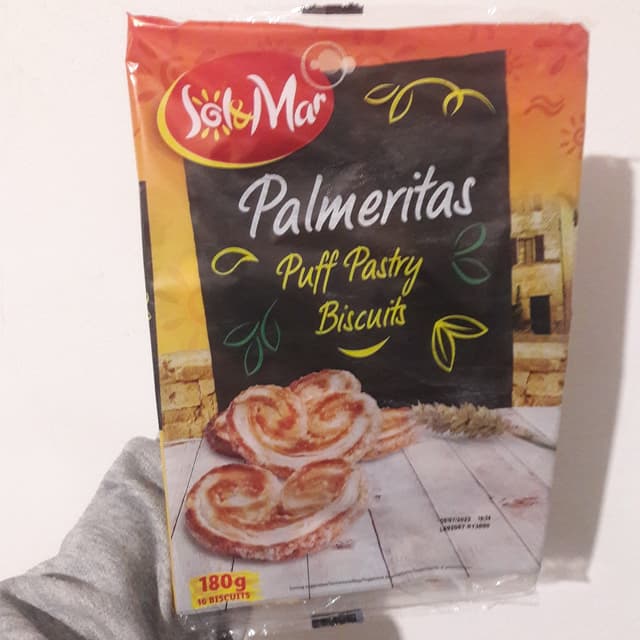 Sol&Mar
Palmeritas
Puff Pastry
Biscuits
180g
16 BISCUITS